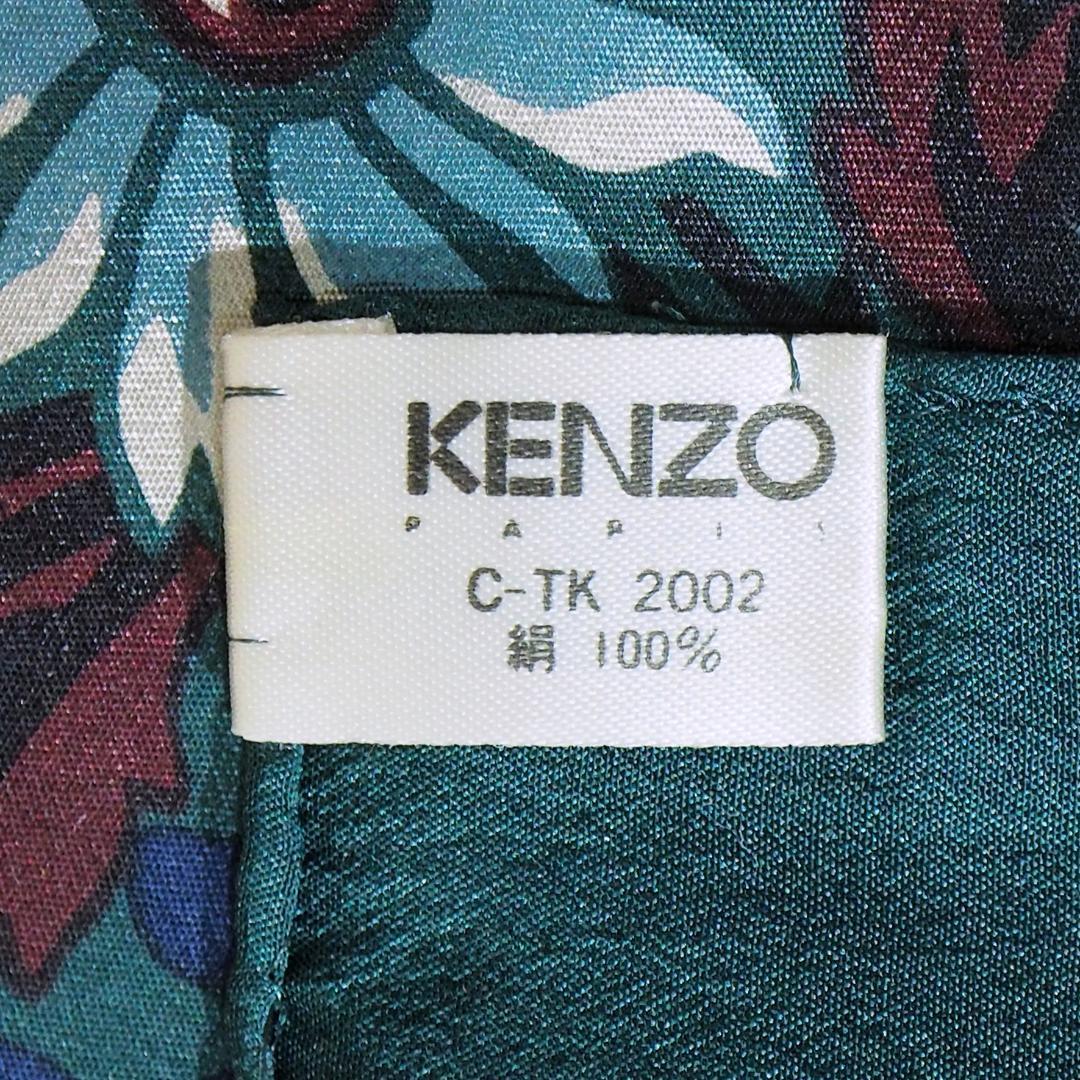 KENZO
PARIS
C-TK 2002
絹 100%